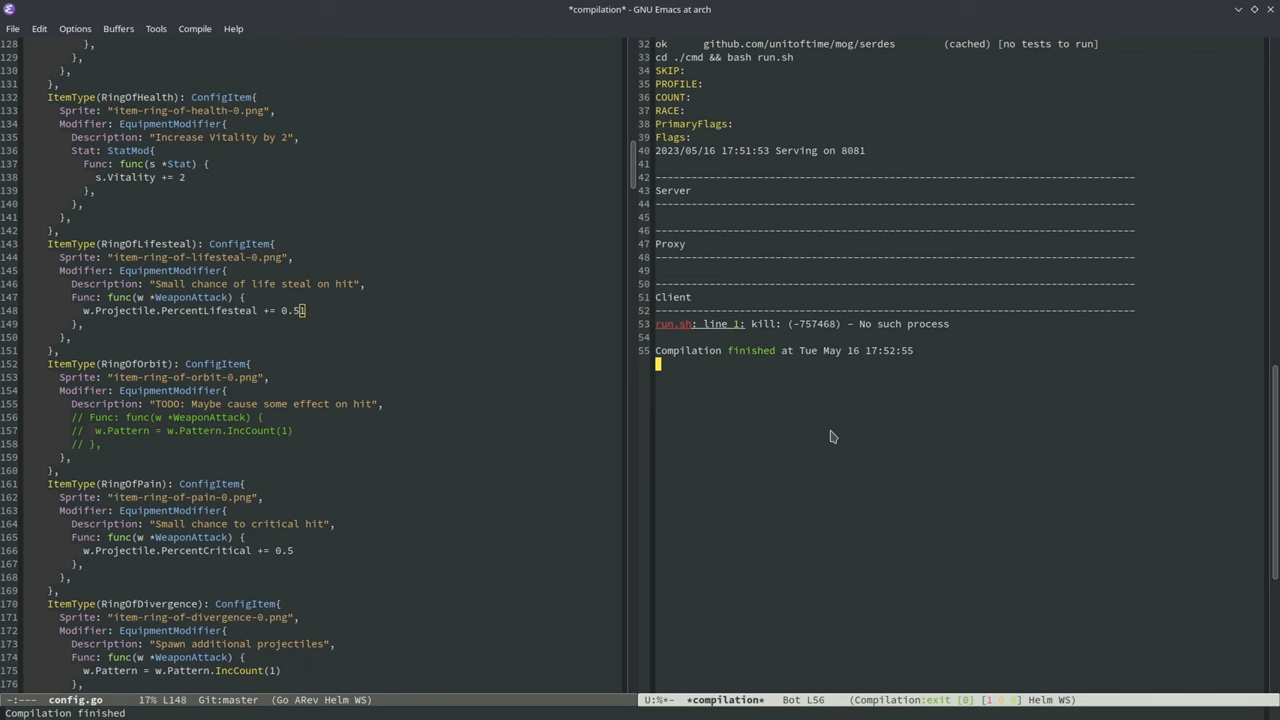 *compilation* - GNU Emacs at arch
File Edit Options Buffers Tools Compile Help
128 },
129 },
130 },
131 },
132 ItemType(RingOfHealth): ConfigItem{
133 Sprite: "item-ring-of-health-0.png",
134 Modifier: EquipmentModifier{
135 Description: "Increase Vitality by 2",
136 Stat: StatMod{
137 Func: func(s *Stat) {
138 s.Vitality += 2
139 },
140 },
141 },
142 },
143 ItemType(RingOfLifesteal): ConfigItem{
144 Sprite: "item-ring-of-lifesteal-0.png",
145 Modifier: EquipmentModifier{
146 Description: "Small chance of life steal on hit",
147 Func: func(w *WeaponAttack) {
148 w.Projectile.PercentLifesteal += 0.51
149 },
150 },
151 },
152 ItemType(RingOfOrbit): ConfigItem{
153 Sprite: "item-ring-of-orbit-0.png",
154 Modifier: EquipmentModifier{
155 Description: "TODO: Maybe cause some effect on hit",
156 // Func: func(w *WeaponAttack) {
157 // w.Pattern = w.Pattern.IncCount(1)
158 // },
159 },
160 },
161 ItemType(RingOfPain): ConfigItem{
162 Sprite: "item-ring-of-pain-0.png",
163 Modifier: EquipmentModifier{
164 Description: "Small chance to critical hit",
165 Func: func(w *WeaponAttack) {
166 w.Projectile.PercentCritical += 0.5
167 },
168 },
169 },
170 ItemType(RingOfDivergence): ConfigItem{
171 Sprite: "item-ring-of-divergence-0.png",
172 Modifier: EquipmentModifier{
173 Description: "Spawn additional projectiles",
174 Func: func(w *WeaponAttack) {
175 w.Pattern = w.Pattern.IncCount(1)
176 },
-:--- config.go 17% L148 Git:master (Go ARev Helm WS)
32 ok github.com/unitoftime/mog/serdes (cached) [no tests to run]
33 cd ./cmd && bash run.sh
34 SKIP:
35 PROFILE:
36 COUNT:
37 RACE:
38 PrimaryFlags:
39 Flags:
40 2023/05/16 17:51:53 Serving on 8081
41
42 --------------------------------------------------------------------------------
43 Server
44 --------------------------------------------------------------------------------
45
46 --------------------------------------------------------------------------------
47 Proxy
48 --------------------------------------------------------------------------------
49
50 --------------------------------------------------------------------------------
51 Client
52 --------------------------------------------------------------------------------
53 run.sh: line 1: kill: (-757468) - No such process
54
55 Compilation finished at Tue May 16 17:52:55
U:%*- *compilation* Bot L56 (Compilation:exit [0] [1 0 0] Helm WS)
Compilation finished